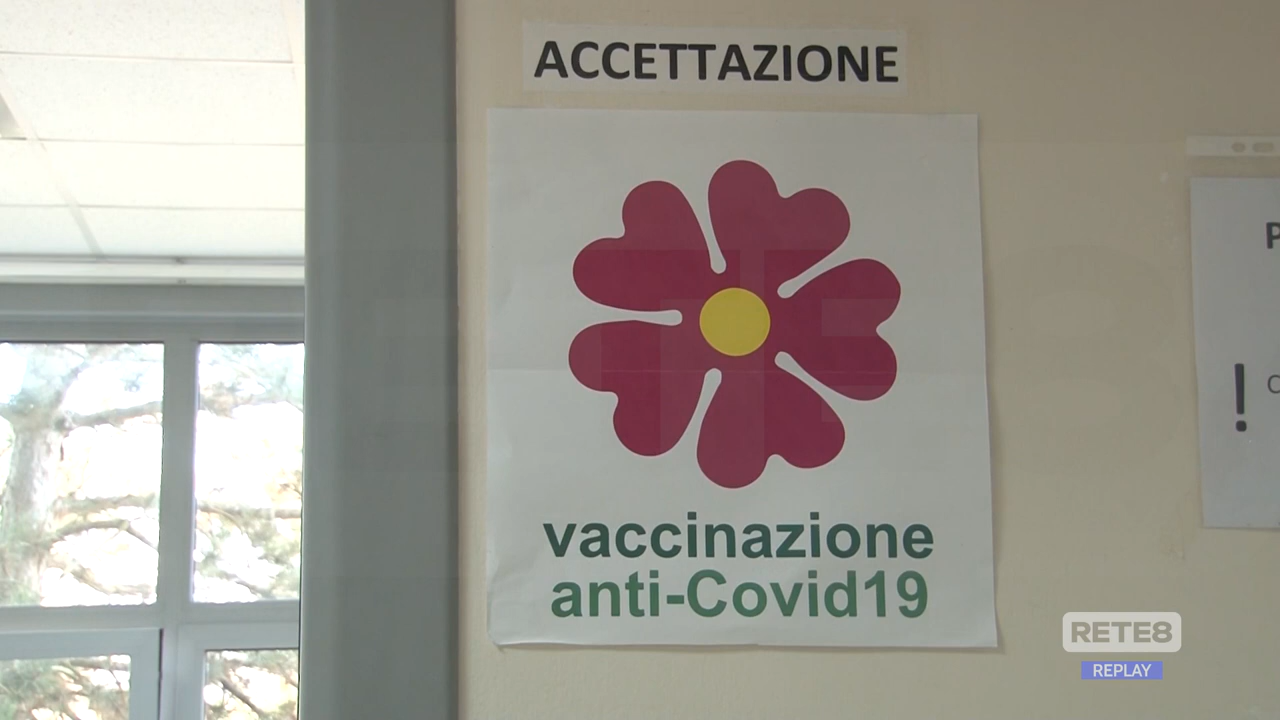 ACCETTAZIONE
vaccinazione
anti-Covid19
P
!
RETE8
REPLAY